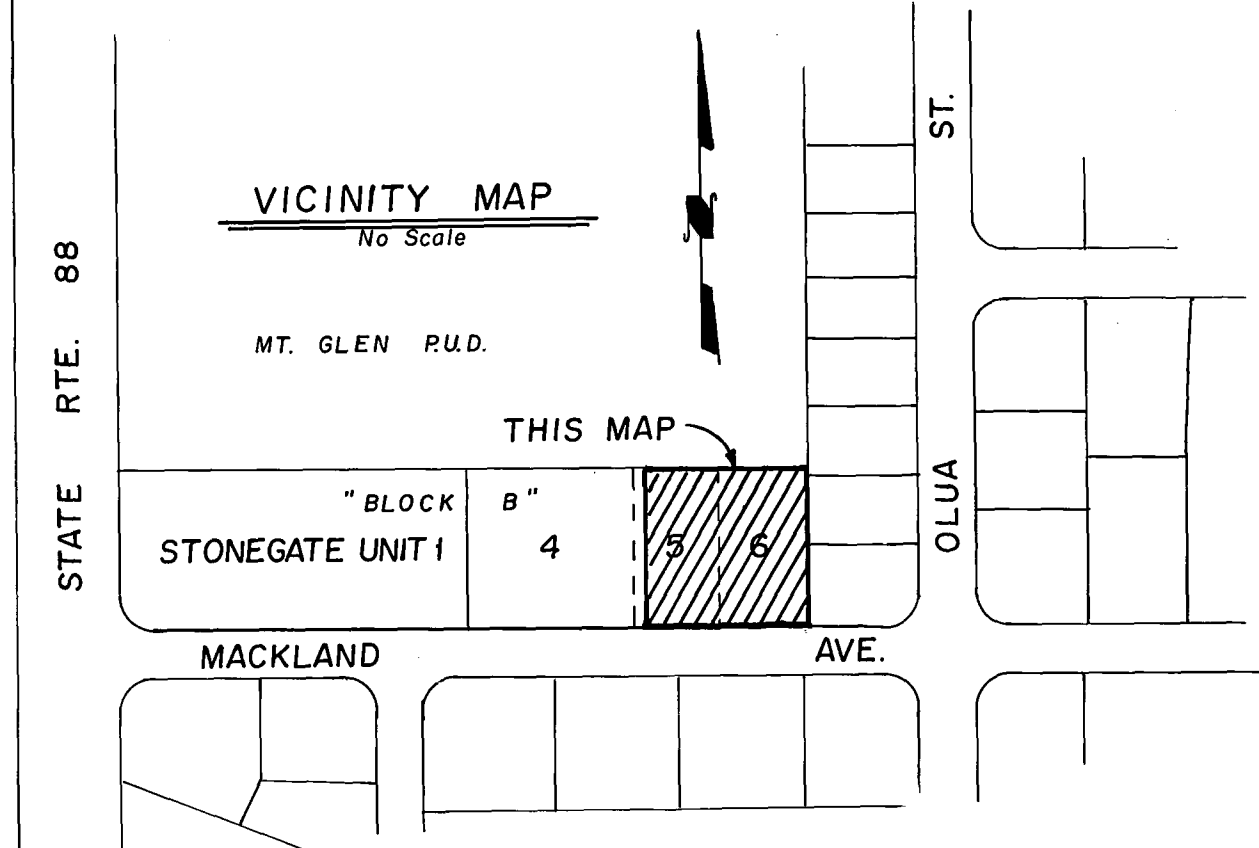 VICINITY MAP
No Scale
MT. GLEN P.U.D.
THIS MAP
STATE RTE. 88
OLUA ST.
"BLOCK B"
STONEGATE UNIT 1
4
5
6
MACKLAND AVE.